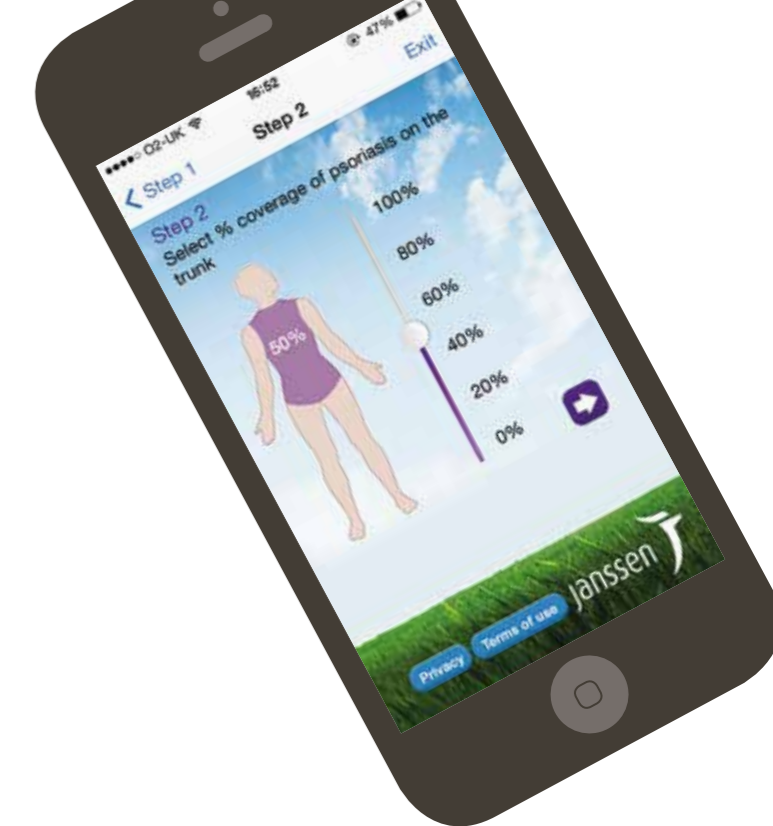 O2-UK
16:52
47%
Step 1
Step 2
Exit
Step 2
Select % coverage of psoriasis on the
trunk
50%
100%
80%
60%
40%
20%
0%
Privacy
Terms of use
janssen